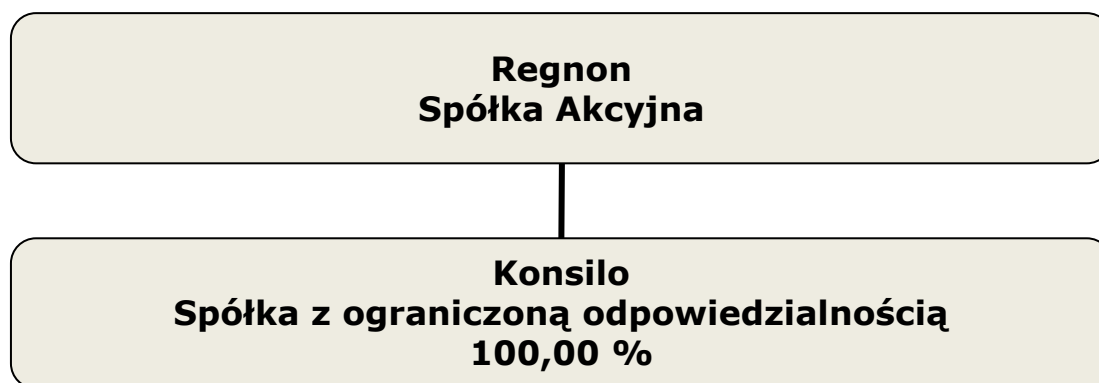 Regnon
Spółka Akcyjna
Konsilo
Spółka z ograniczoną odpowiedzialnością
100,00 %